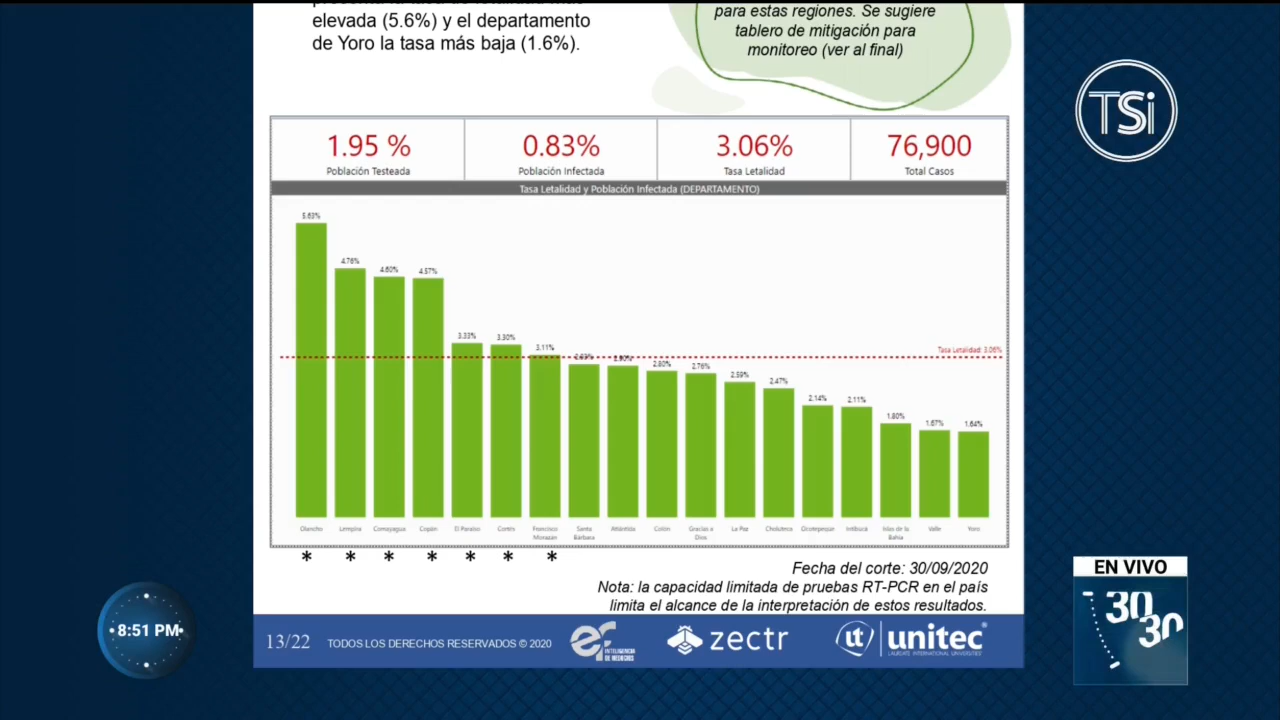 elevada (5.6%) y el departamento
de Yoro la tasa más baja (1.6%).
para estas regiones. Se sugiere
tablero de mitigación para
monitoreo (ver al final)
TSi
1.95 % 0.83% 3.06% 76,900
Población Testeada Población Infectada Tasa Letalidad Total Casos
Tasa Letalidad y Población Infectada (DEPARTAMENTO)
5.63%
4.76%
4.60%
4.57%
3.33%
3.30%
3.11%
2.80%
2.76%
2.59%
2.47%
2.14%
2.11%
1.80%
1.67%
1.64%
Tasa Letalidad: 3.06%
Olancho Lempira Comayagua Copán El Paraíso Cortés Francisco Morazán Santa Bárbara Atlántida Colón Gracias a Dios La Paz Choluteca Ocotepeque Intibucá Islas de la Bahía Valle Yoro
* * * * * * *
Fecha del corte: 30/09/2020
Nota: la capacidad limitada de pruebas RT-PCR en el país
limita el alcance de la interpretación de estos resultados.
13/22 TODOS LOS DERECHOS RESERVADOS © 2020
er INTELIGENCIA DE NEGOCIOS
zectr
ut unitec®
LAUREATE INTERNATIONAL UNIVERSITIES
8:51 PM
EN VIVO
30
30